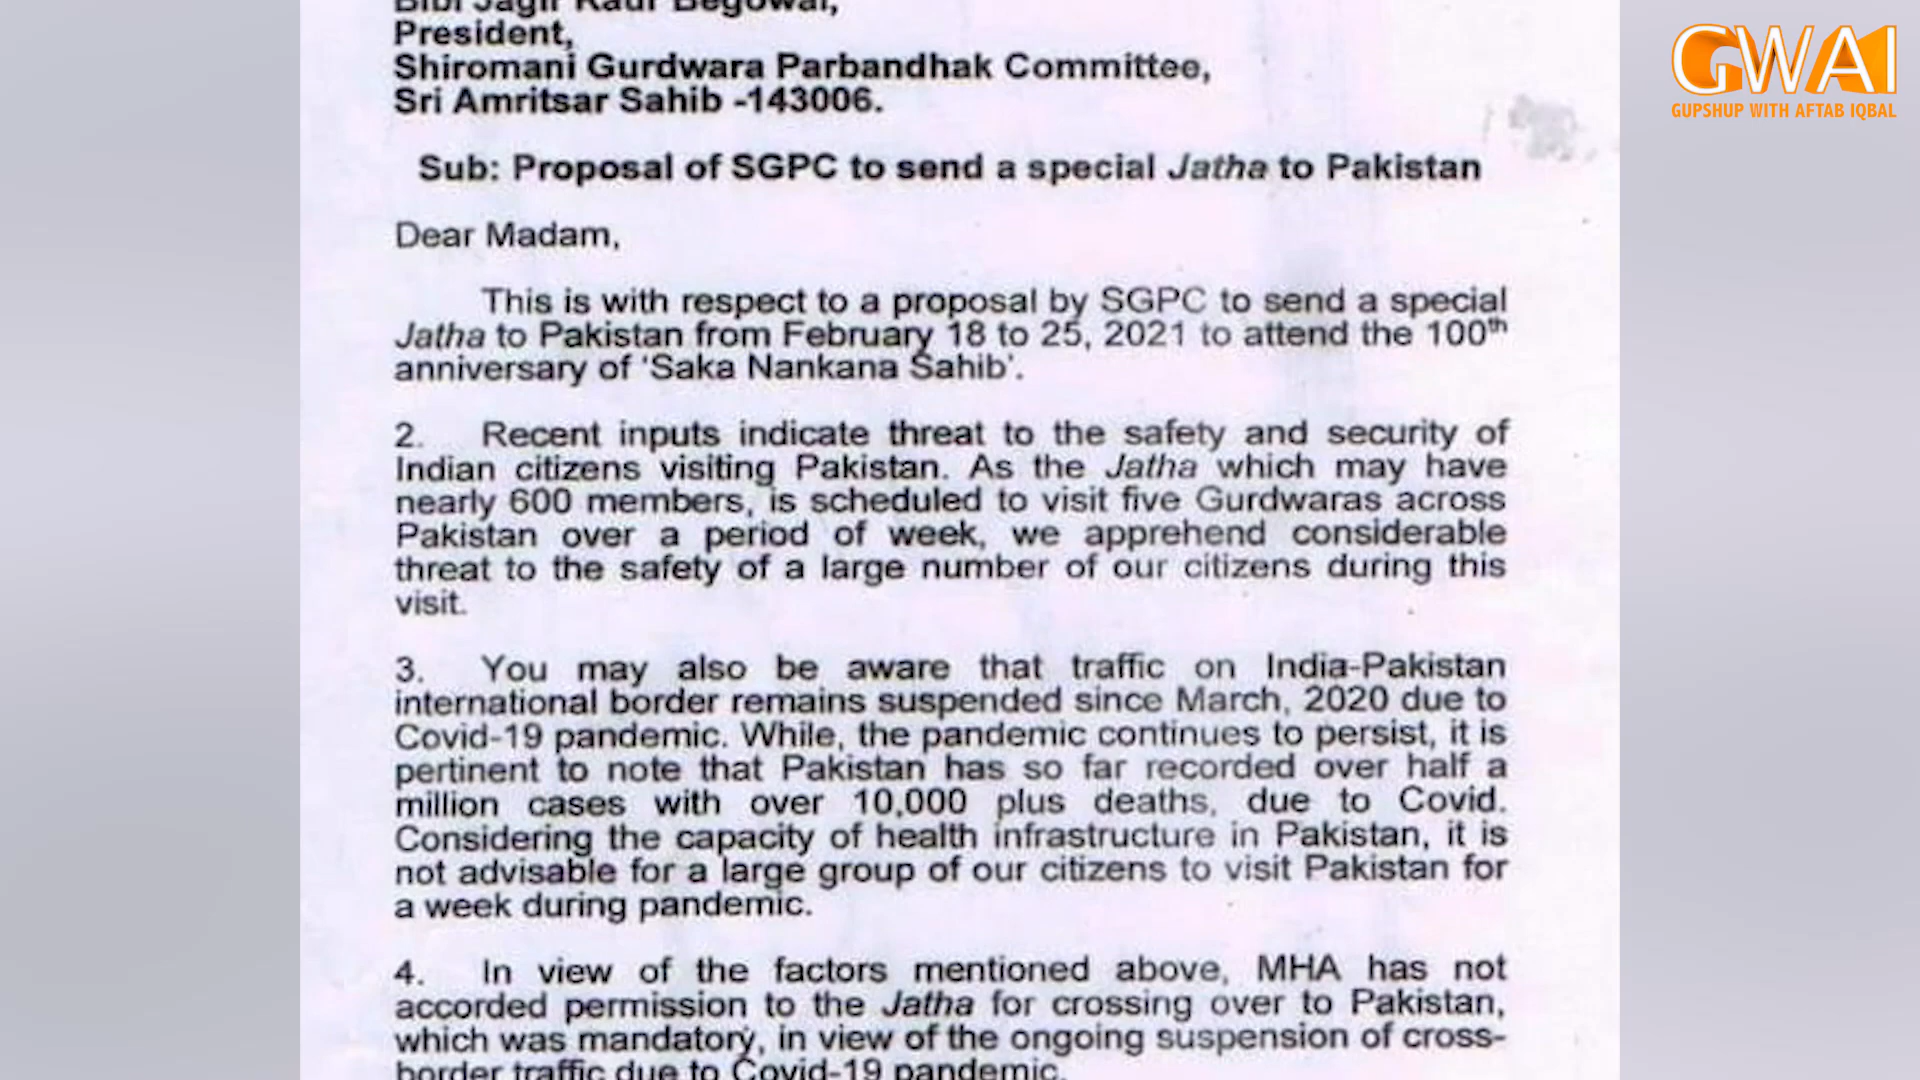 Bibi Jagir Kaur Begowal,
President,
Shiromani Gurdwara Parbandhak Committee,
Sri Amritsar Sahib -143006.
Sub: Proposal of SGPC to send a special Jatha to Pakistan
Dear Madam,
This is with respect to a proposal by SGPC to send a special
Jatha to Pakistan from February 18 to 25, 2021 to attend the 100th
anniversary of ‘Saka Nankana Sahib’.
2. Recent inputs indicate threat to the safety and security of
Indian citizens visiting Pakistan. As the Jatha which may have
nearly 600 members, is scheduled to visit five Gurdwaras across
Pakistan over a period of week, we apprehend considerable
threat to the safety of a large number of our citizens during this
visit.
3. You may also be aware that traffic on India-Pakistan
international border remains suspended since March, 2020 due to
Covid-19 pandemic. While, the pandemic continues to persist, it is
pertinent to note that Pakistan has so far recorded over half a
million cases with over 10,000 plus deaths, due to Covid.
Considering the capacity of health infrastructure in Pakistan, it is
not advisable for a large group of our citizens to visit Pakistan for
a week during pandemic.
4. In view of the factors mentioned above, MHA has not
accorded permission to the Jatha for crossing over to Pakistan,
which was mandatory, in view of the ongoing suspension of cross-
border traffic due to Covid-19 pandemic.
GWAI
GUPSHUP WITH AFTAB IQBAL